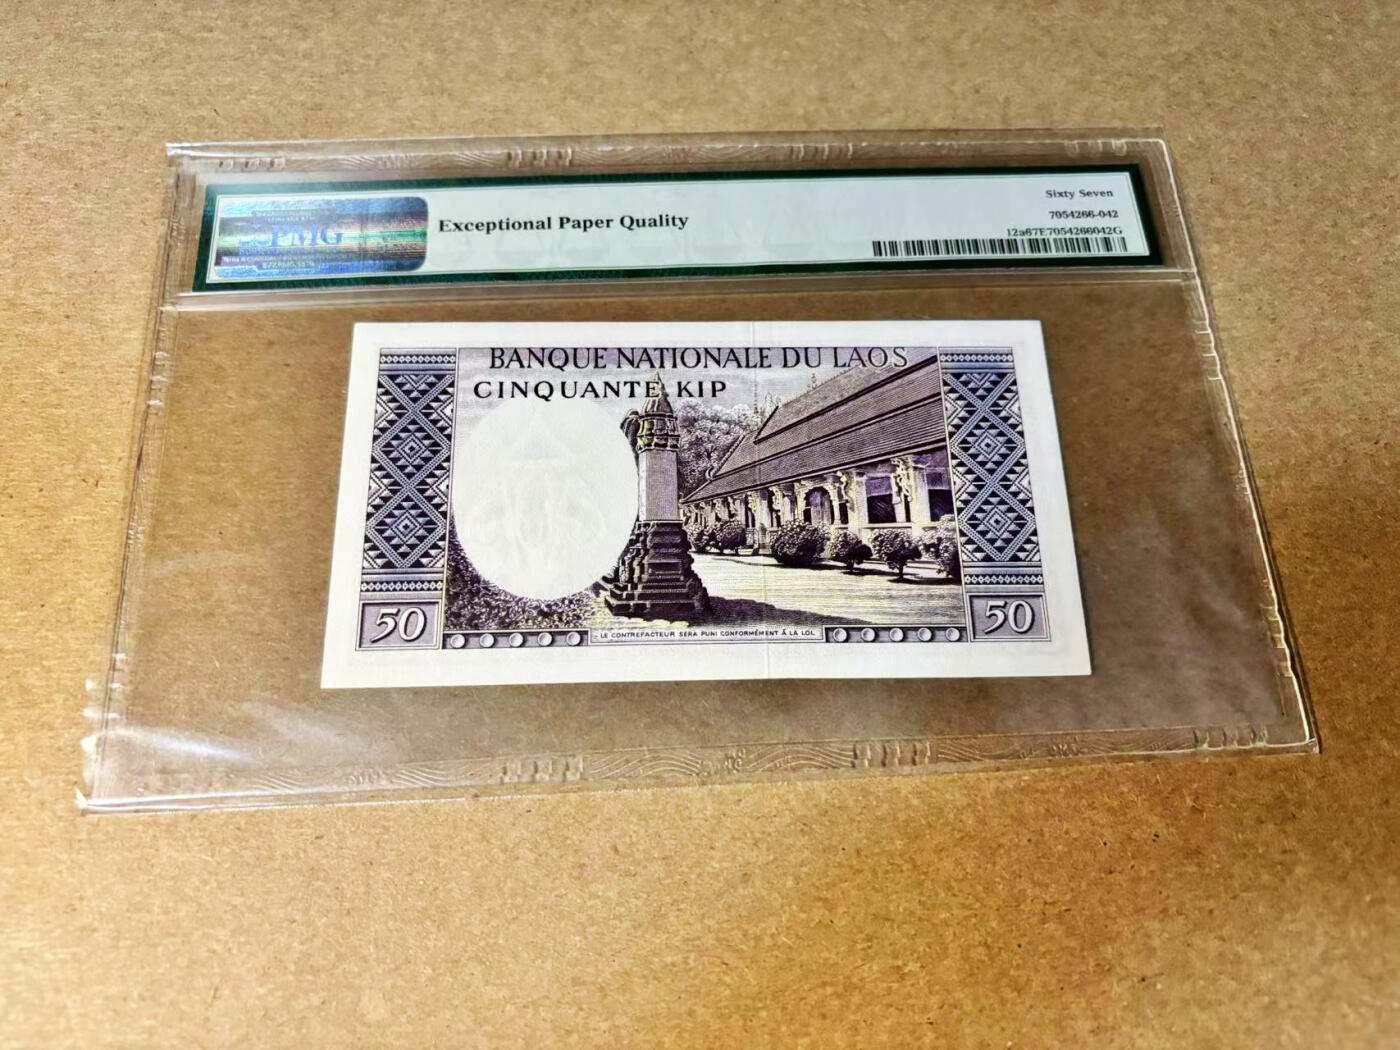 PMG
Exceptional Paper Quality
Sixty Seven
7054266-042
12a67E7054266042G
BANQUE NATIONALE DU LAOS
CINQUANTE KIP
50
LE CONTREFACTEUR SERA PUNI CONFORMÉMENT À LA LOI.
50